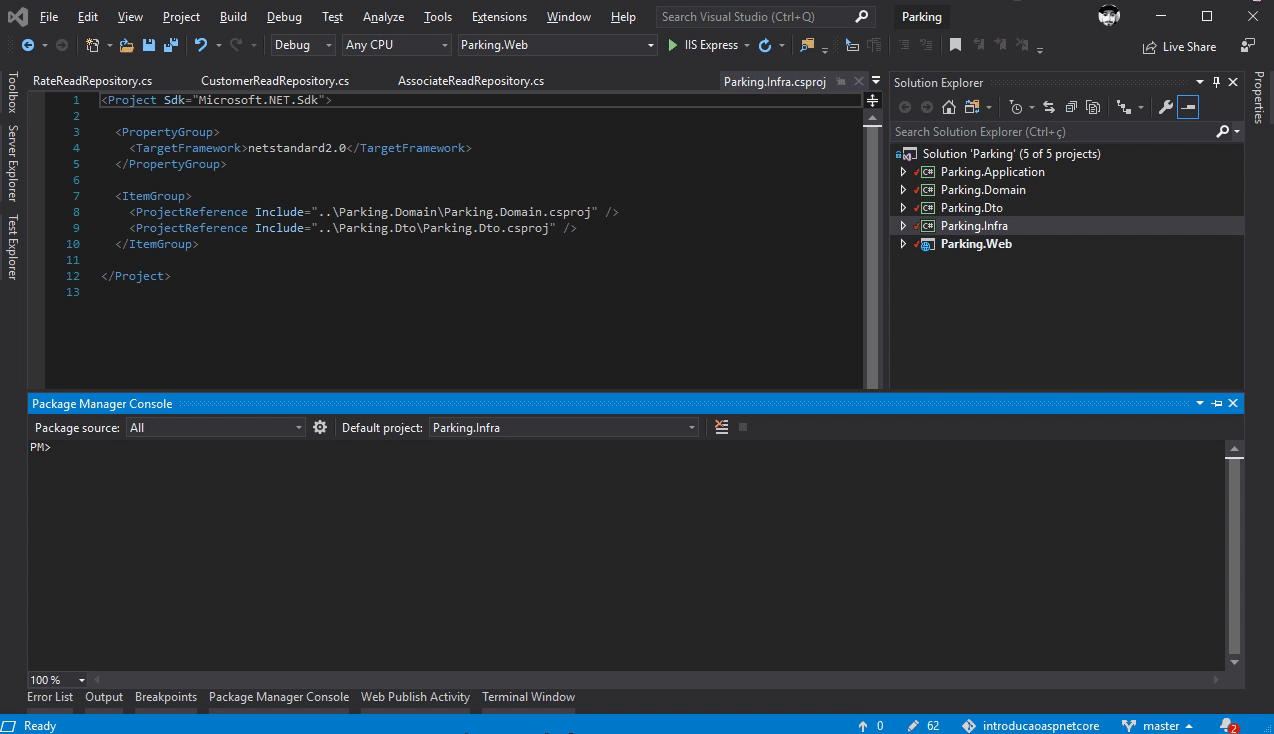 File Edit View Project Build Debug Test Analyze Tools Extensions Window Help Search Visual Studio (Ctrl+Q) Parking
Debug Any CPU Parking.Web IIS Express Live Share
RateReadRepository.cs CustomerReadRepository.cs AssociateReadRepository.cs Parking.Infra.csproj
Toolbox
Server Explorer
Test Explorer
1 <Project Sdk="Microsoft.NET.Sdk">
2
3 <PropertyGroup>
4 <TargetFramework>netstandard2.0</TargetFramework>
5 </PropertyGroup>
6
7 <ItemGroup>
8 <ProjectReference Include="..\Parking.Domain\Parking.Domain.csproj" />
9 <ProjectReference Include="..\Parking.Dto\Parking.Dto.csproj" />
10 </ItemGroup>
11
12 </Project>
13
Solution Explorer
Search Solution Explorer (Ctrl+ç)
Solution 'Parking' (5 of 5 projects)
C# Parking.Application
C# Parking.Domain
C# Parking.Dto
C# Parking.Infra
Parking.Web
Properties
Package Manager Console
Package source: All Default project: Parking.Infra
PM>
100 %
Error List Output Breakpoints Package Manager Console Web Publish Activity Terminal Window
Ready 0 62 introducaoaspnetcore master 2